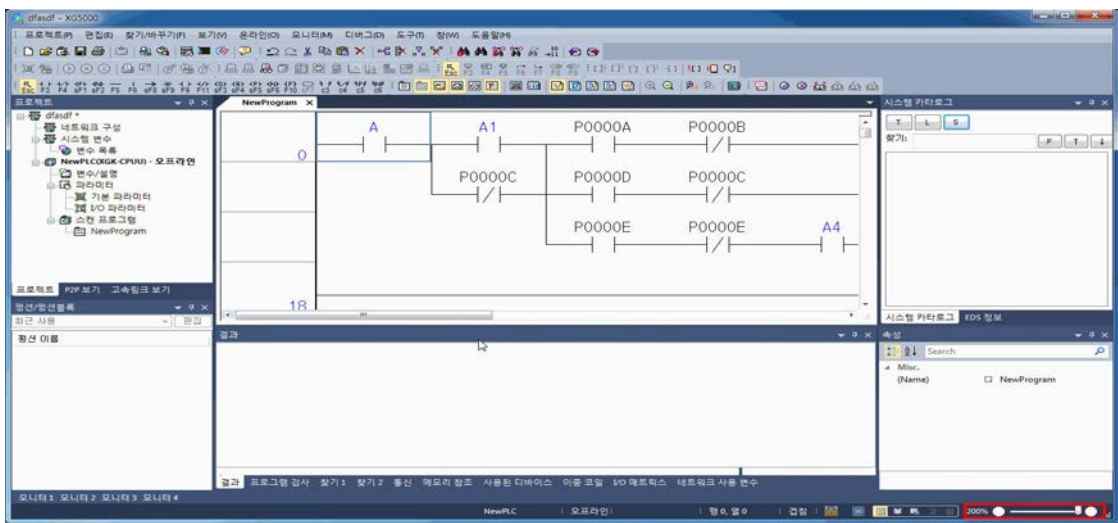 dfasdf - XG5000
프로젝트(P) 편집(E) 찾기/바꾸기(F) 보기(V) 온라인(O) 모니터(M) 디버그(D) 도구(T) 창(W) 도움말(H)
프로젝트
dfasdf *
네트워크 구성
시스템 변수
변수 목록
NewPLC(XGK-CPUU) - 오프라인
변수/설명
파라미터
기본 파라미터
I/O 파라미터
스캔 프로그램
NewProgram
프로젝트 P2P 보기 고속링크 보기
펑션/펑션블록
최근 사용 편집
펑션 이름
모니터1 모니터2 모니터3 모니터4
NewProgram
A A1 P0000A P0000B
0
P0000C P0000D P0000C
P0000E P0000E A4
18
결과
결과 프로그램 검사 찾기1 찾기2 통신 메모리 참조 사용된 디바이스 이중 코일 I/O 매트릭스 네트워크 사용 변수
시스템 카타로그
T L S
찾기: P ↑ ↓
시스템 카타로그 EDS 정보
속성
Search
Misc.
(Name) NewProgram
NewPLC 오프라인 행 0, 열 0 겹침 200%